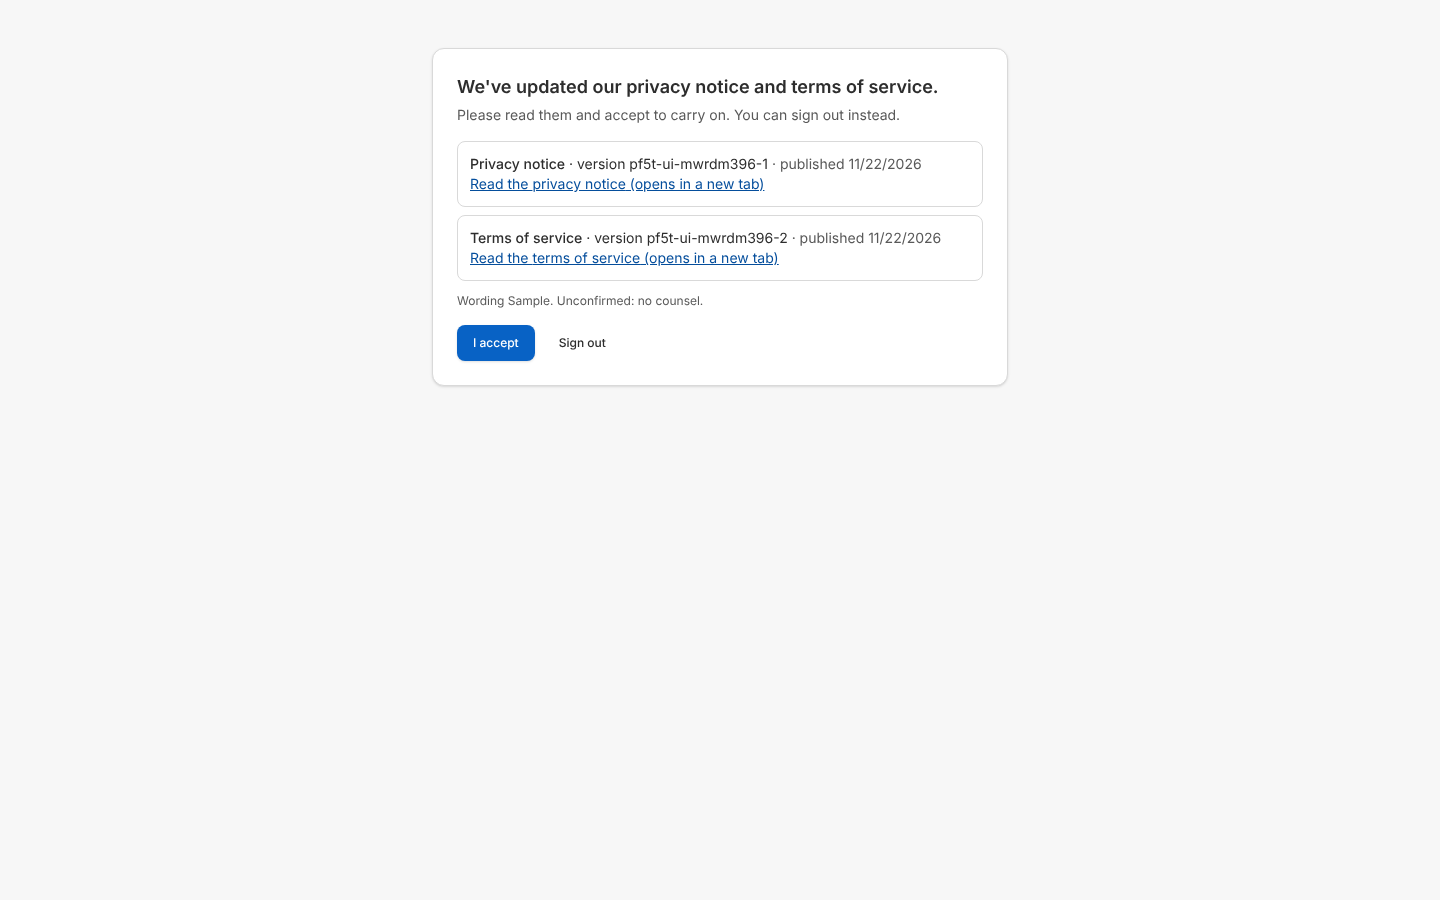 We've updated our privacy notice and terms of service.
Please read them and accept to carry on. You can sign out instead.
Privacy notice · version pf5t-ui-mwrdm396-1 · published 11/22/2026
Read the privacy notice (opens in a new tab)
Terms of service · version pf5t-ui-mwrdm396-2 · published 11/22/2026
Read the terms of service (opens in a new tab)
Wording Sample. Unconfirmed: no counsel.
I accept
Sign out